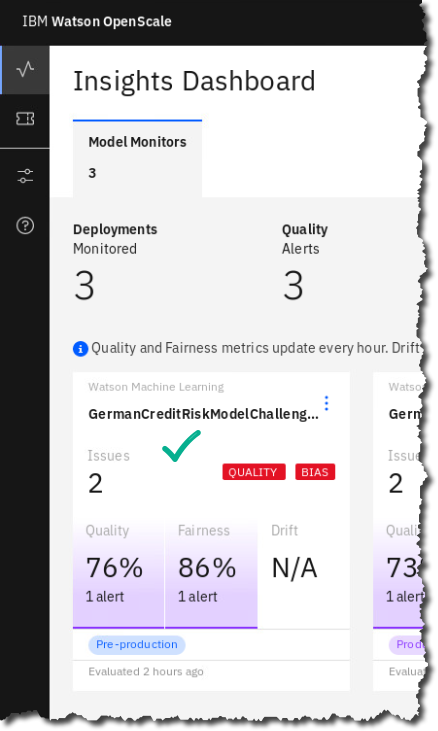 IBM Watson OpenScale
Insights Dashboard
Model Monitors
3
Deployments
Monitored
3
Quality
Alerts
3
Quality and Fairness metrics update every hour. Drift
Watson Machine Learning
GermanCreditRiskModelChalleng...
Issues
2
QUALITY
BIAS
Quality
76%
1 alert
Fairness
86%
1 alert
Drift
N/A
Pre-production
Evaluated 2 hours ago
Watso
Germ
Issue
2
Quali
73
1 alert
Prod
Evalua